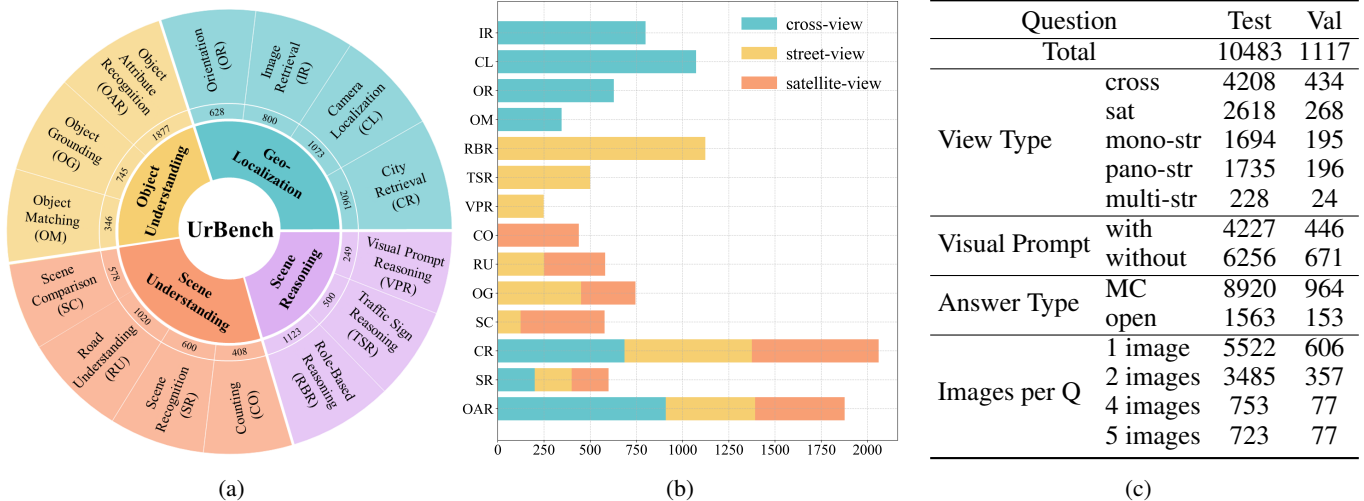 Object
Attribute
Recognition
(OAR)
Orientation
(OR)
Image
Retrieval
(IR)
Camera
Localization
(CL)
City
Retrieval
(CR)
Object
Grounding
(OG)
Object
Matching
(OM)
1877
628
800
1073
2061
745
346
Object
Understanding
Geo-
Localization
UrBench
Scene
Understanding
Scene
Reasoning
578
1020
600
408
1123
500
249
Scene
Comparison
(SC)
Road
Understanding
(RU)
Scene
Recognition
(SR)
Counting
(CO)
Role-Based
Reasoning
(RBR)
Traffic Sign
Reasoning
(TSR)
Visual Prompt
Reasoning
(VPR)
(a)
cross-view
street-view
satellite-view
IR
CL
OR
OM
RBR
TSR
VPR
CO
RU
OG
SC
CR
SR
OAR
0 250 500 750 1000 1250 1500 1750 2000
(b)
Question Test Val
Total 10483 1117
View Type
cross 4208 434
sat 2618 268
mono-str 1694 195
pano-str 1735 196
multi-str 228 24
Visual Prompt
with 4227 446
without 6256 671
Answer Type
MC 8920 964
open 1563 153
Images per Q
1 image 5522 606
2 images 3485 357
4 images 753 77
5 images 723 77
(c)